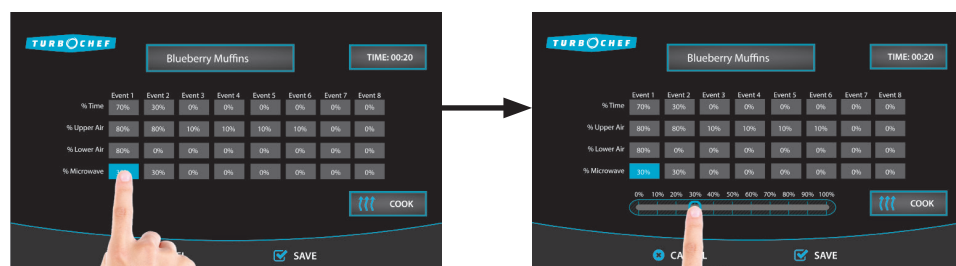 TURBOCHEF
Blueberry Muffins
TIME: 00:20
Event 1 Event 2 Event 3 Event 4 Event 5 Event 6 Event 7 Event 8
% Time 70% 30% 0% 0% 0% 0% 0% 0%
% Upper Air 80% 80% 10% 10% 10% 10% 0% 0%
% Lower Air 80% 0% 0% 0% 0% 0% 0% 0%
% Microwave 30% 0% 0% 0% 0% 0% 0%
COOK
SAVE
TURBOCHEF
Blueberry Muffins
TIME: 00:20
Event 1 Event 2 Event 3 Event 4 Event 5 Event 6 Event 7 Event 8
% Time 70% 30% 0% 0% 0% 0% 0% 0%
% Upper Air 80% 80% 10% 10% 10% 10% 0% 0%
% Lower Air 80% 0% 0% 0% 0% 0% 0% 0%
% Microwave 30% 30% 0% 0% 0% 0% 0% 0%
0% 10% 20% 30% 40% 50% 60% 70% 80% 90% 100%
COOK
SAVE